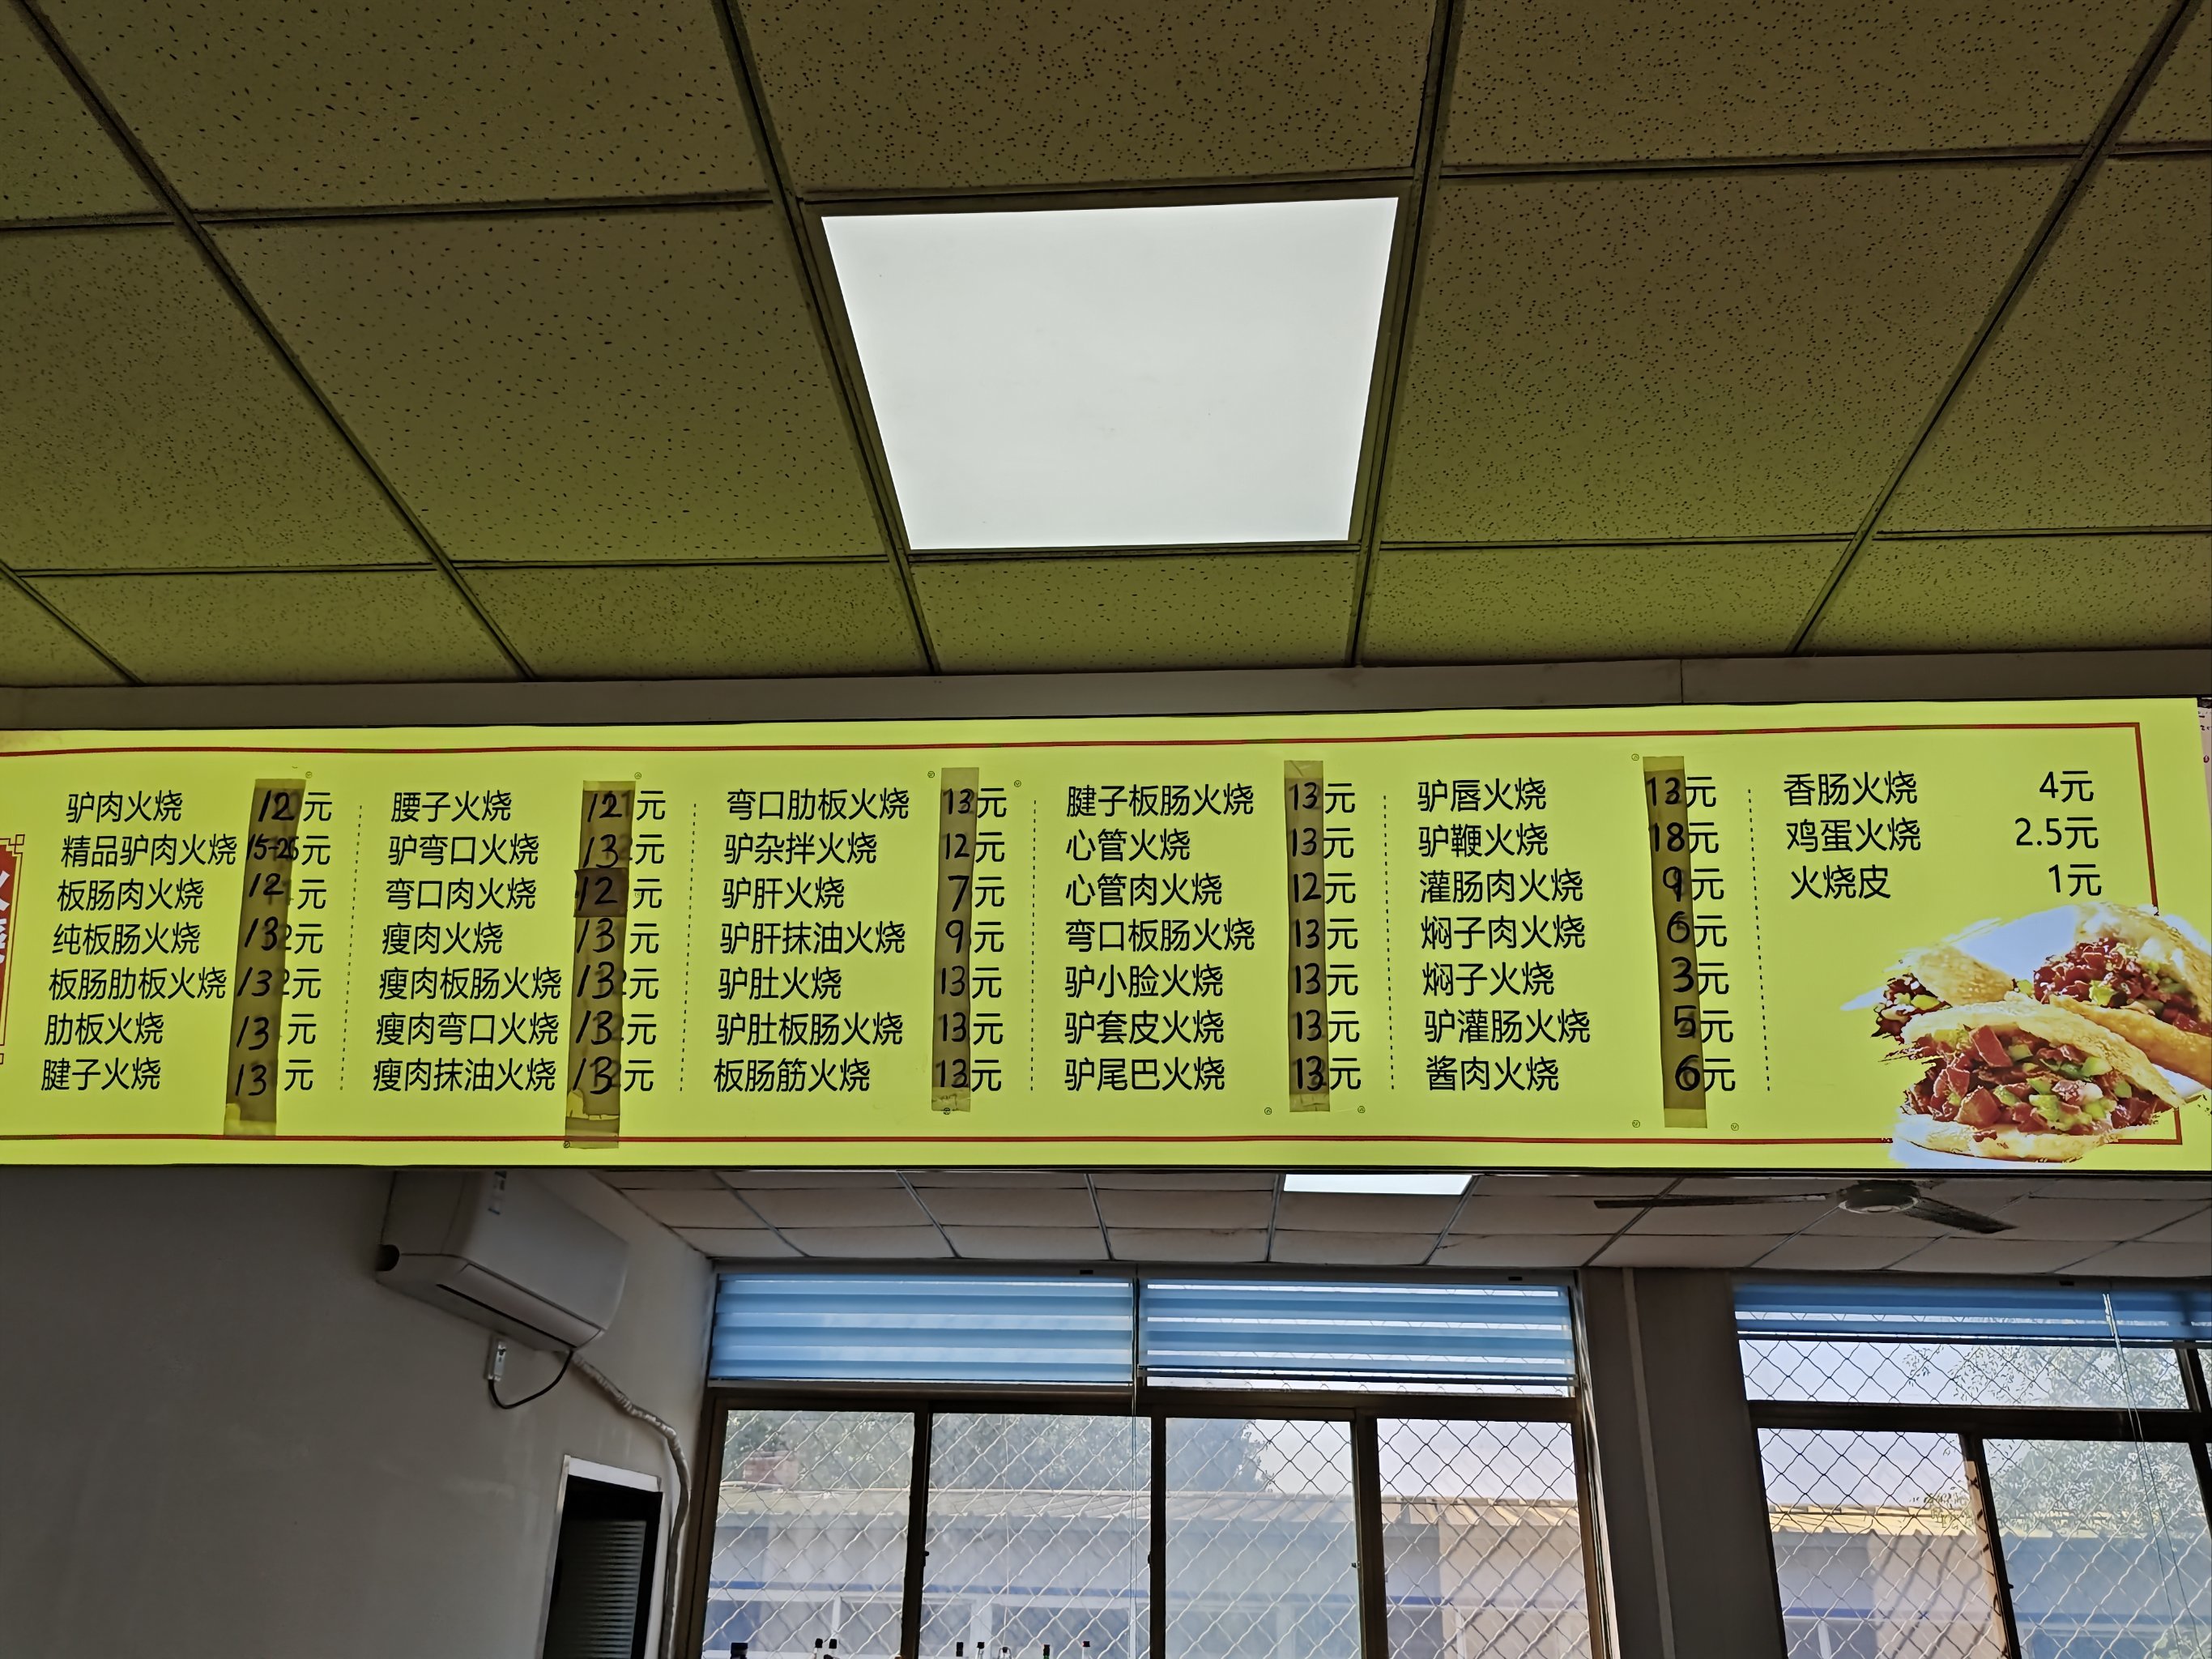 驴肉火烧 12元
精品驴肉火烧 15-26元
板肠肉火烧 12元
纯板肠火烧 13元
板肠肋板火烧 13元
肋板火烧 13元
腱子火烧 13元
腰子火烧 12元
驴弯口火烧 13元
弯口肉火烧 12元
瘦肉火烧 13元
瘦肉板肠火烧 13元
瘦肉弯口火烧 13元
瘦肉抹油火烧 13元
弯口肋板火烧 13元
驴杂拌火烧 12元
驴肝火烧 7元
驴肝抹油火烧 9元
驴肚火烧 13元
驴肚板肠火烧 13元
板肠筋火烧 13元
腱子板肠火烧 13元
心管火烧 13元
心管肉火烧 12元
弯口板肠火烧 13元
驴小脸火烧 13元
驴套皮火烧 13元
驴尾巴火烧 13元
驴唇火烧 13元
驴鞭火烧 18元
灌肠肉火烧 9元
焖子肉火烧 6元
焖子火烧 3元
驴灌肠火烧 5元
酱肉火烧 6元
香肠火烧 4元
鸡蛋火烧 2.5元
火烧皮 1元